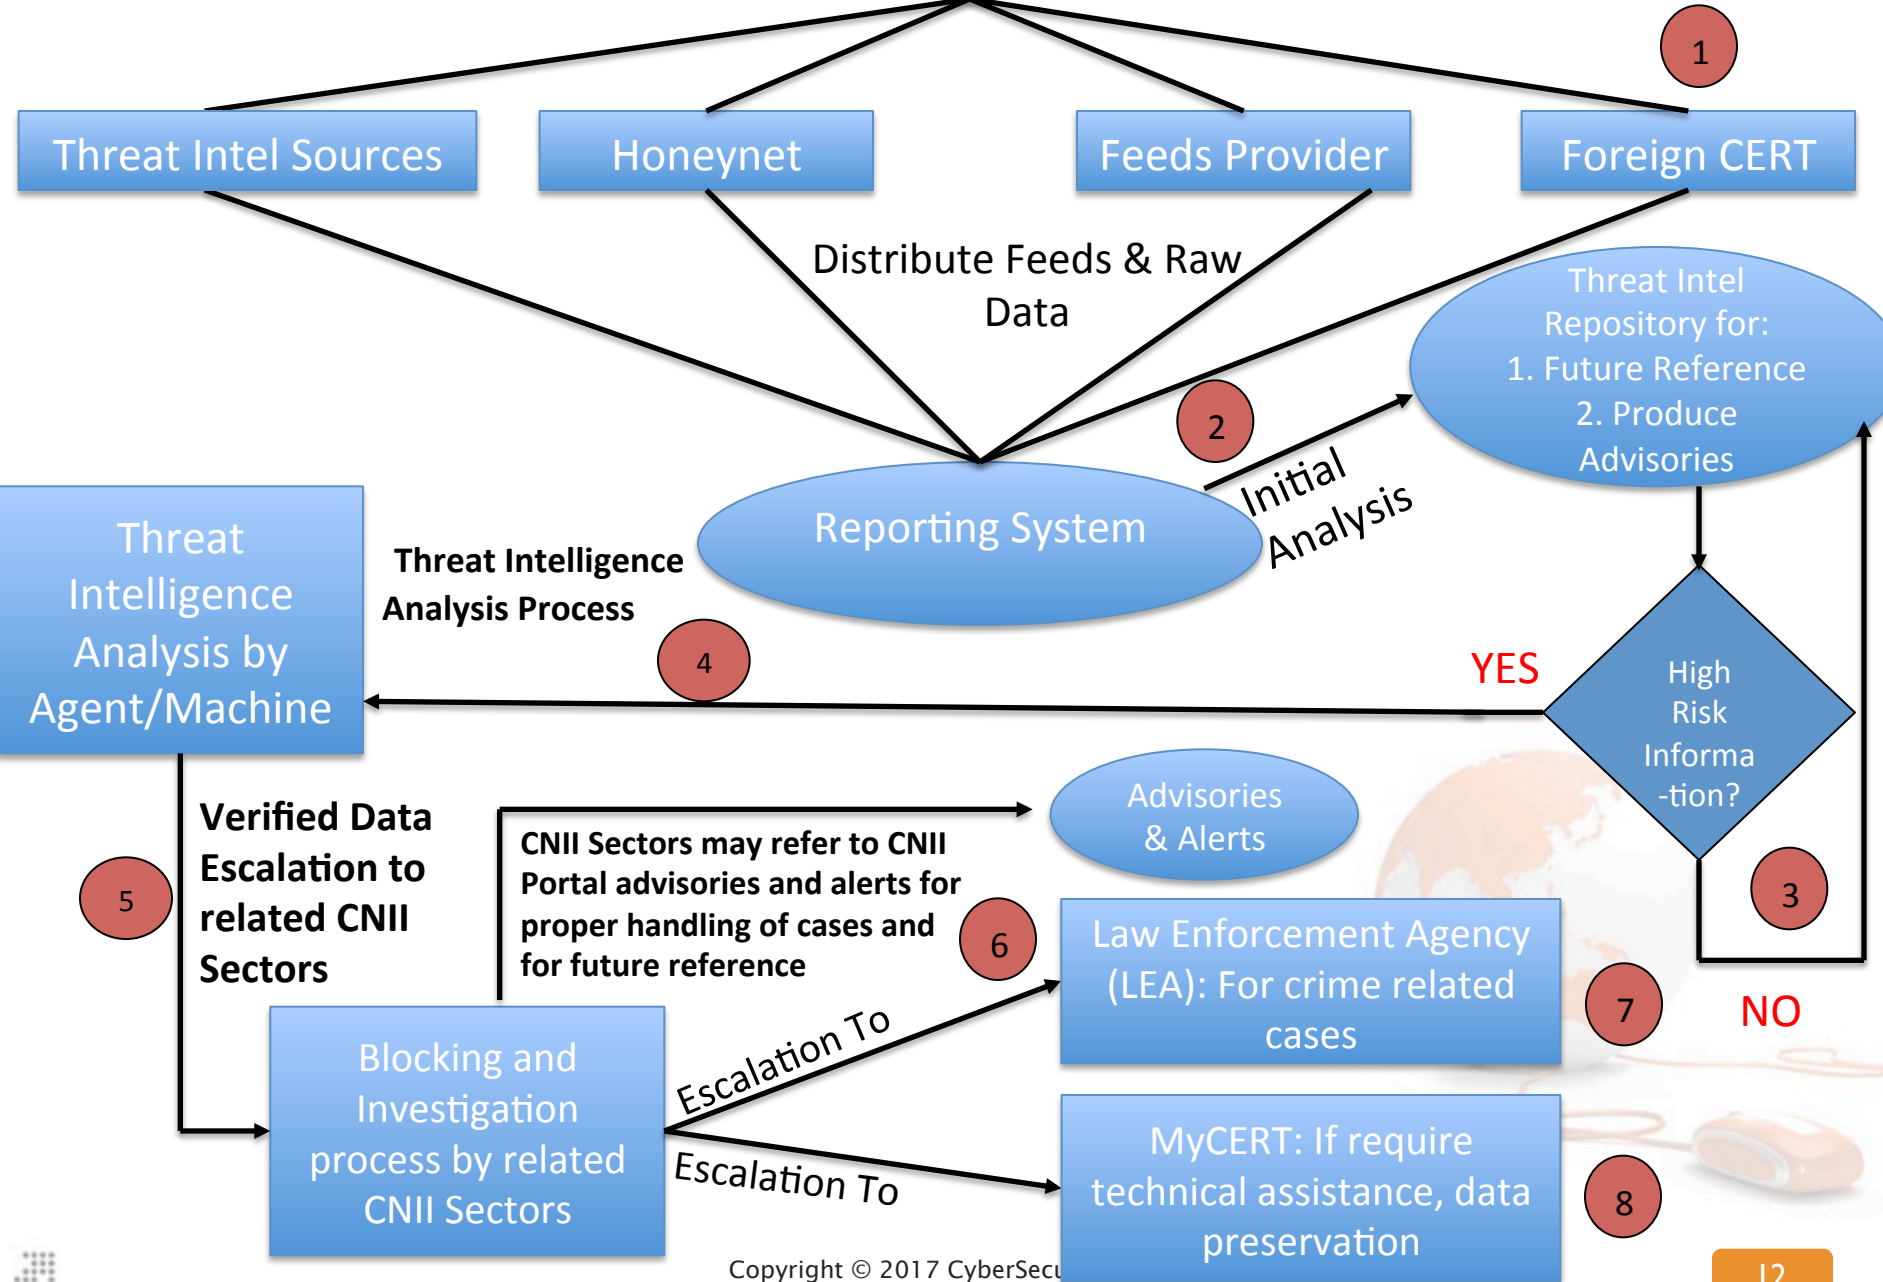 1
Threat Intel Sources
Honeynet
Feeds Provider
Foreign CERT
Distribute Feeds & Raw
Data
Threat Intel
Repository for:
1. Future Reference
2. Produce
Advisories
2
Initial
Analysis
Reporting System
Threat
Intelligence
Analysis by
Agent/Machine
Threat Intelligence
Analysis Process
4
YES
High
Risk
Informa
-tion?
3
NO
5
Verified Data
Escalation to
related CNII
Sectors
Advisories
& Alerts
CNII Sectors may refer to CNII
Portal advisories and alerts for
proper handling of cases and
for future reference
6
Law Enforcement Agency
(LEA): For crime related
cases
7
Escalation To
Blocking and
Investigation
process by related
CNII Sectors
Escalation To
MyCERT: If require
technical assistance, data
preservation
8
Copyright © 2017 CyberSecu
12